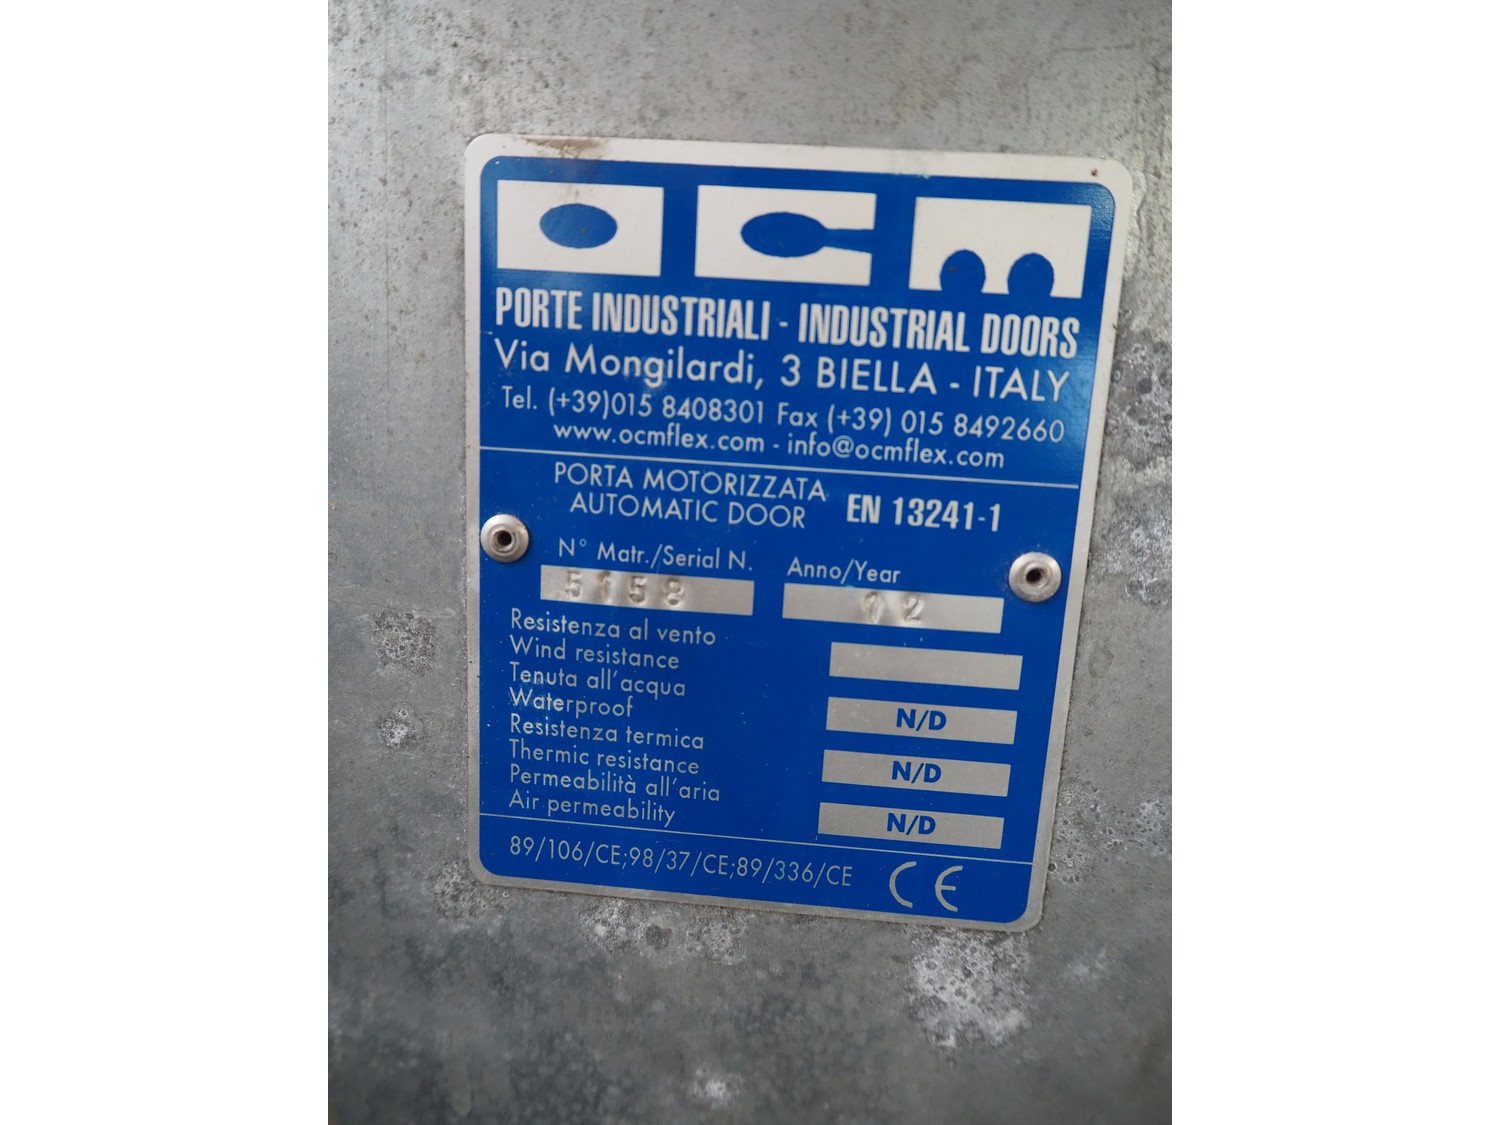 OCM
PORTE INDUSTRIALI - INDUSTRIAL DOORS
Via Mongilardi, 3 BIELLA - ITALY
Tel. (+39)015 8408301 Fax (+39) 015 8492660
www.ocmflex.com - info@ocmflex.com
PORTA MOTORIZZATA
AUTOMATIC DOOR EN 13241-1
N° Matr./Serial N. Anno/Year
5158 12
Resistenza al vento
Wind resistance
Tenuta all'acqua
Waterproof N/D
Resistenza termica
Thermic resistance N/D
Permeabilità all'aria
Air permeability N/D
89/106/CE;98/37/CE;89/336/CE CE